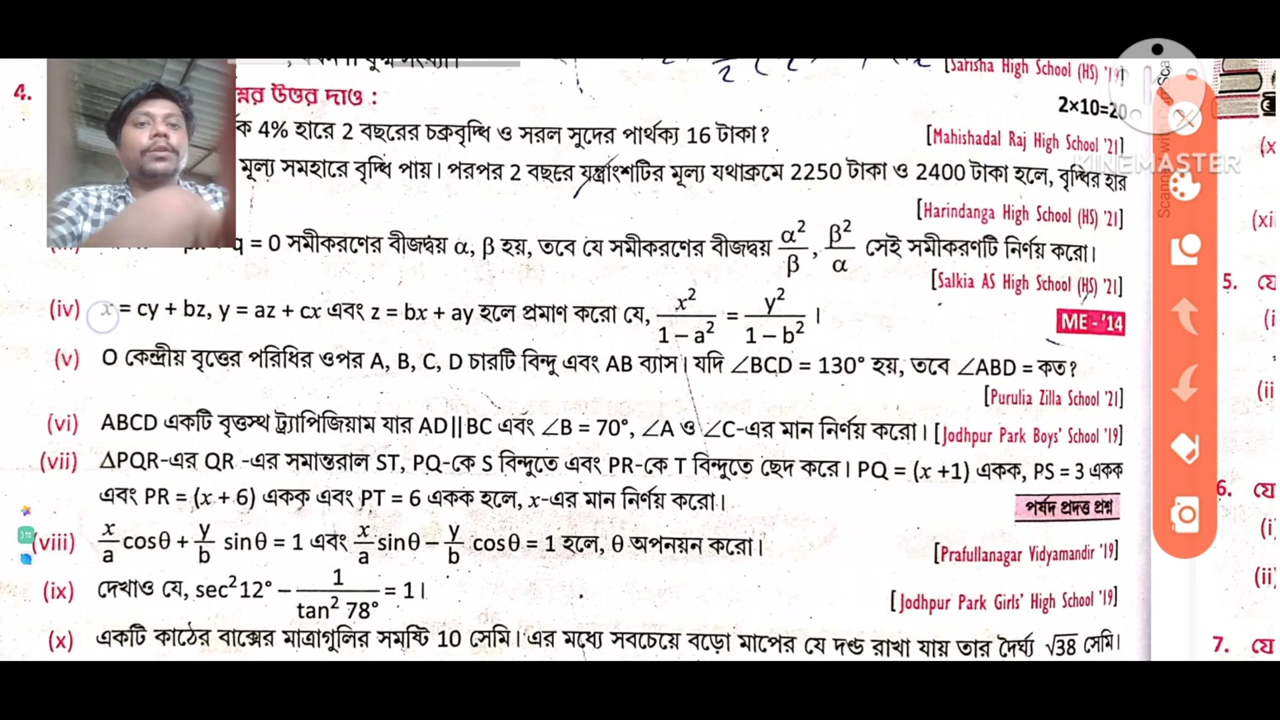 [Sarisha High School (HS) '19]
4. নের উত্তর দাও :
2×10=20
ক 4% হারে 2 বছরের চক্রবৃদ্ধি ও সরল সুদের পার্থক্য 16 টাকা?
[Mahishadal Raj High School '21]
KINEMASTER
মূল্য সমহারে বৃদ্ধি পায়। পরপর 2 বছরে যন্ত্রাংশটির মূল্য যথাক্রমে 2250 টাকা ও 2400 টাকা হলে, বৃদ্ধির হার
[Harindanga High School (HS) '21]
q = 0 সমীকরণের বীজদ্বয় α, β হয়, তবে যে সমীকরণের বীজদ্বয় α²/β, β²/α সেই সমীকরণটি নির্ণয় করো।
[Salkia AS High School (HS) '21]
(iv) x = cy + bz, y = az + cx এবং z = bx + ay হলে প্রমাণ করো যে, x²/1 – a² = y²/1 – b² ।
ME - '14
(v) O কেন্দ্রীয় বৃত্তের পরিধির ওপর A, B, C, D চারটি বিন্দু এবং AB ব্যাস। যদি ∠BCD = 130° হয়, তবে ∠ABD = কত?
[Purulia Zilla School '21]
(vi) ABCD একটি বৃত্তস্থ ট্র্যাপিজিয়াম যার AD||BC এবং ∠B = 70°, ∠A ও ∠C-এর মান নির্ণয় করো। [Jodhpur Park Boys' School '19]
(vii) ΔPQR-এর QR -এর সমান্তরাল ST, PQ-কে S বিন্দুতে এবং PR-কে T বিন্দুতে ছেদ করে। PQ = (x +1) একক, PS = 3 একক
এবং PR = (x + 6) একক এবং PT = 6 একক হলে, x-এর মান নির্ণয় করো।
পর্ষদ প্রদত্ত প্রশ্ন
(viii) x/a cosθ + y/b sinθ = 1 এবং x/a sinθ – y/b cosθ = 1 হলে, θ অপনয়ন করো।
[Prafullanagar Vidyamandir '19]
(ix) দেখাও যে, sec²12° – 1/tan² 78° = 1।
[Jodhpur Park Girls' High School '19]
(x) একটি কাঠের বাক্সের মাত্রাগুলির সমষ্টি 10 সেমি। এর মধ্যে সবচেয়ে বড়ো মাপের যে দণ্ড রাখা যায় তার দৈর্ঘ্য √38 সেমি।
(x
(xi
5. যে
(i
(ii
6. যে
(i)
(ii)
7. যে